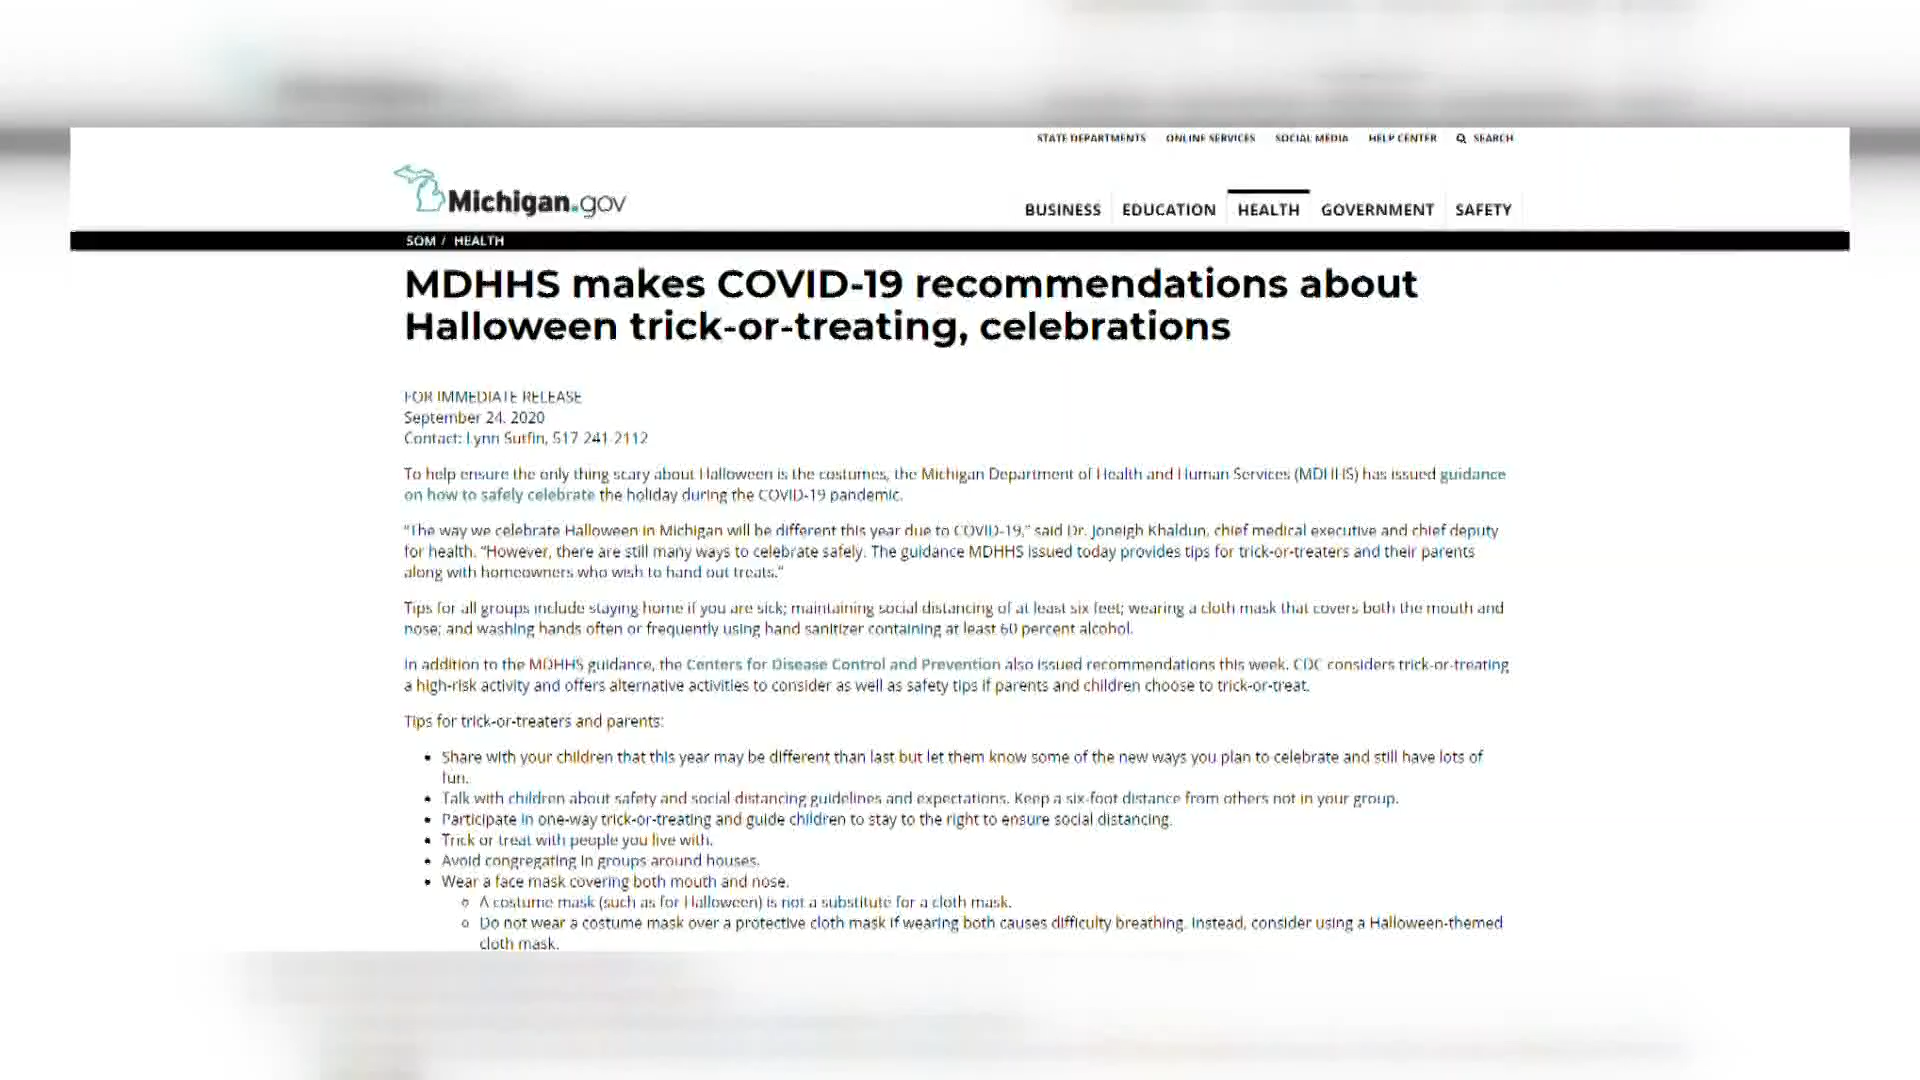 STATE DEPARTMENTS ONLINE SERVICES SOCIAL MEDIA HELP CENTER SEARCH
Michigan.gov
BUSINESS EDUCATION HEALTH GOVERNMENT SAFETY
SOM / HEALTH
MDHHS makes COVID-19 recommendations about
Halloween trick-or-treating, celebrations
FOR IMMEDIATE RELEASE
September 24, 2020
Contact: Lynn Sutfin, 517-241-2112
To help ensure the only thing scary about Halloween is the costumes, the Michigan Department of Health and Human Services (MDHHS) has issued guidance
on how to safely celebrate the holiday during the COVID-19 pandemic.
“The way we celebrate Halloween in Michigan will be different this year due to COVID-19,” said Dr. Joneigh Khaldun, chief medical executive and chief deputy
for health. “However, there are still many ways to celebrate safely. The guidance MDHHS issued today provides tips for trick-or-treaters and their parents
along with homeowners who wish to hand out treats.”
Tips for all groups include staying home if you are sick; maintaining social distancing of at least six feet; wearing a cloth mask that covers both the mouth and
nose; and washing hands often or frequently using hand sanitizer containing at least 60 percent alcohol.
In addition to the MDHHS guidance, the Centers for Disease Control and Prevention also issued recommendations this week. CDC considers trick-or-treating
a high-risk activity and offers alternative activities to consider as well as safety tips if parents and children choose to trick-or-treat.
Tips for trick-or-treaters and parents:
• Share with your children that this year may be different than last but let them know some of the new ways you plan to celebrate and still have lots of
fun.
• Talk with children about safety and social distancing guidelines and expectations. Keep a six-foot distance from others not in your group.
• Participate in one-way trick-or-treating and guide children to stay to the right to ensure social distancing.
• Trick or treat with people you live with.
• Avoid congregating in groups around houses.
• Wear a face mask covering both mouth and nose.
◦ A costume mask (such as for Halloween) is not a substitute for a cloth mask.
◦ Do not wear a costume mask over a protective cloth mask if wearing both causes difficulty breathing. Instead, consider using a Halloween-themed
cloth mask.